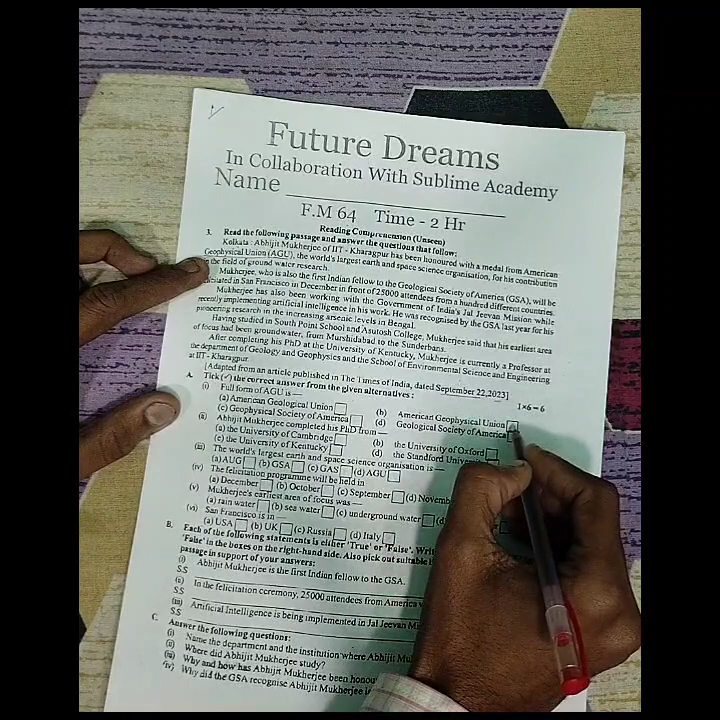 Future Dreams
In Collaboration With Sublime Academy
Name
F.M 64 Time - 2 Hr
Reading Comprehension (Unseen)
3. Read the following passage and answer the questions that follow:
Kolkata : Abhijit Mukherjee of IIT - Kharagpur has been honoured with a medal from American
Geophysical Union (AGU), the world's largest earth and space science organisation, for his contribution
in the field of ground water research.
Mukherjee, who is also the first Indian fellow to the Geological Society of America (GSA), will be
felicitated in San Francisco in December in front of 25000 attendees from a hundred different countries.
Mukherjee has also been working with the Government of India's Jal Jeevan Mission while
recently implementing artificial intelligence in his work. He was recognised by the GSA last year for his
pioneering research in the increasing arsenic levels in Bengal.
Having studied in South Point School and Asutosh College, Mukherjee said that his earliest area
of focus had been groundwater, from Murshidabad to the Sunderbans.
After completing his PhD at the University of Kentucky, Mukherjee is currently a Professor at
the department of Geology and Geophysics and the School of Environmental Science and Engineering
at IIT - Kharagpur.
[Adapted from an article published in The Times of India, dated September 22,2023]
A. Tick (✓) the correct answer from the given alternatives : 1×6=6
(i) Full form of AGU is —
(a) American Geological Union (b) American Geophysical Union
(c) Geophysical Society of America (d) Geological Society of America
(ii) Abhijit Mukherjee completed his PhD from —
(a) the University of Cambridge (b) the University of Oxford
(c) the University of Kentucky (d) the Standford
(iii) The world's largest earth and space science organisation is —
(a) AUG (b) GSA (c) GAS (d) AGU
(iv) The felicitation programme will be held in
(a) December (b) October (c) September (d)
(v) Mukherjee's earliest area of focus was —
(a) rain water (b) sea water (c) underground water
(vi) San Francisco is in —
(a) USA (b) UK (c) Russia (d) Italy
B. Each of the following statements is either 'True' or 'False'.
'False' in the boxes on the right-hand side. Also pick out suitable
passage in support of your answers:
(i) Abhijit Mukherjee is the first Indian fellow to the GSA.
S.S
(ii) In the felicitation ceremony, 25000 attendees from America
S.S
(iii) Artificial Intelligence is being implemented in Jal Jeevan
S.S
C. Answer the following questions:
(i) Name the department and the institution where Abhijit
(ii) Where did Abhijit Mukherjee study?
(iii) Why and how has Abhijit Mukherjee been
(iv) Why did the GSA recognise Abhijit Mukherjee